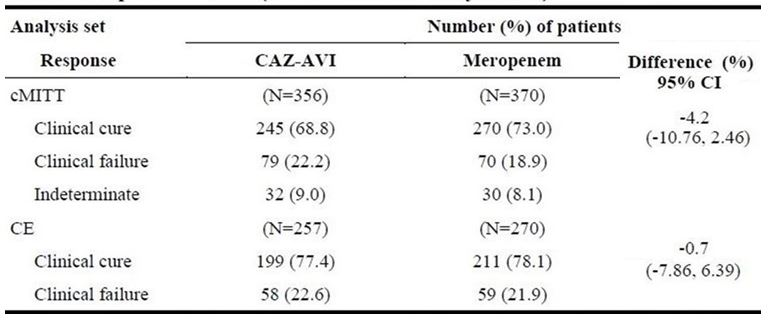 Analysis set Number (%) of patients
Response CAZ-AVI Meropenem Difference (%)
95% CI
cMITT (N=356) (N=370)
Clinical cure 245 (68.8) 270 (73.0) -4.2
(-10.76, 2.46)
Clinical failure 79 (22.2) 70 (18.9)
Indeterminate 32 (9.0) 30 (8.1)
CE (N=257) (N=270)
-0.7
Clinical cure 199 (77.4) 211 (78.1) (-7.86, 6.39)
Clinical failure 58 (22.6) 59 (21.9)